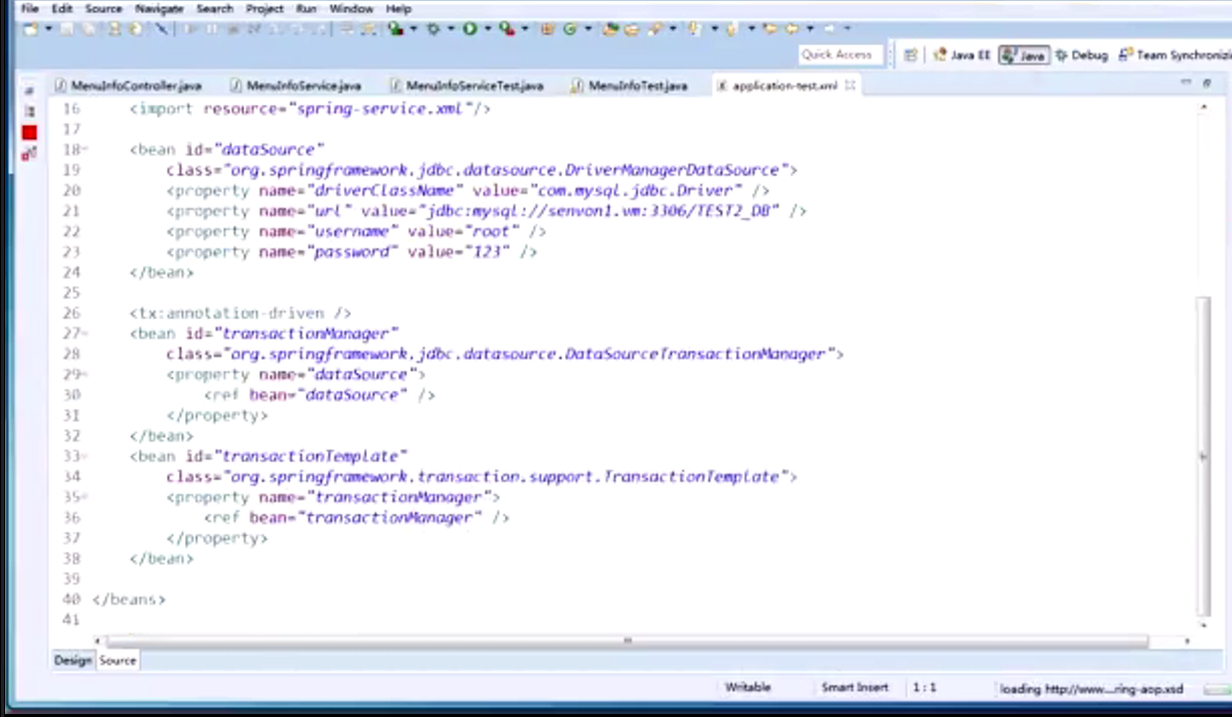 File Edit Source Navigate Search Project Run Window Help
Quick Access Java EE Java Debug Team Synchronizi
MenuInfoController.java MenuInfoService.java MenuInfoServiceTest.java MenuInfoTest.java application-test.xml
16 <import resource="spring-service.xml"/>
17
18 <bean id="dataSource"
19 class="org.springframework.jdbc.datasource.DriverManagerDataSource">
20 <property name="driverClassName" value="com.mysql.jdbc.Driver" />
21 <property name="url" value="jdbc:mysql://senvon1.vm:3306/TEST2_DB" />
22 <property name="username" value="root" />
23 <property name="password" value="123" />
24 </bean>
25
26 <tx:annotation-driven />
27 <bean id="transactionManager"
28 class="org.springframework.jdbc.datasource.DataSourceTransactionManager">
29 <property name="dataSource">
30 <ref bean="dataSource" />
31 </property>
32 </bean>
33 <bean id="transactionTemplate"
34 class="org.springframework.transaction.support.TransactionTemplate">
35 <property name="transactionManager">
36 <ref bean="transactionManager" />
37 </property>
38 </bean>
39
40 </beans>
41
Design Source
Writable Smart Insert 1 : 1 loading http://www...ring-aop.xsd